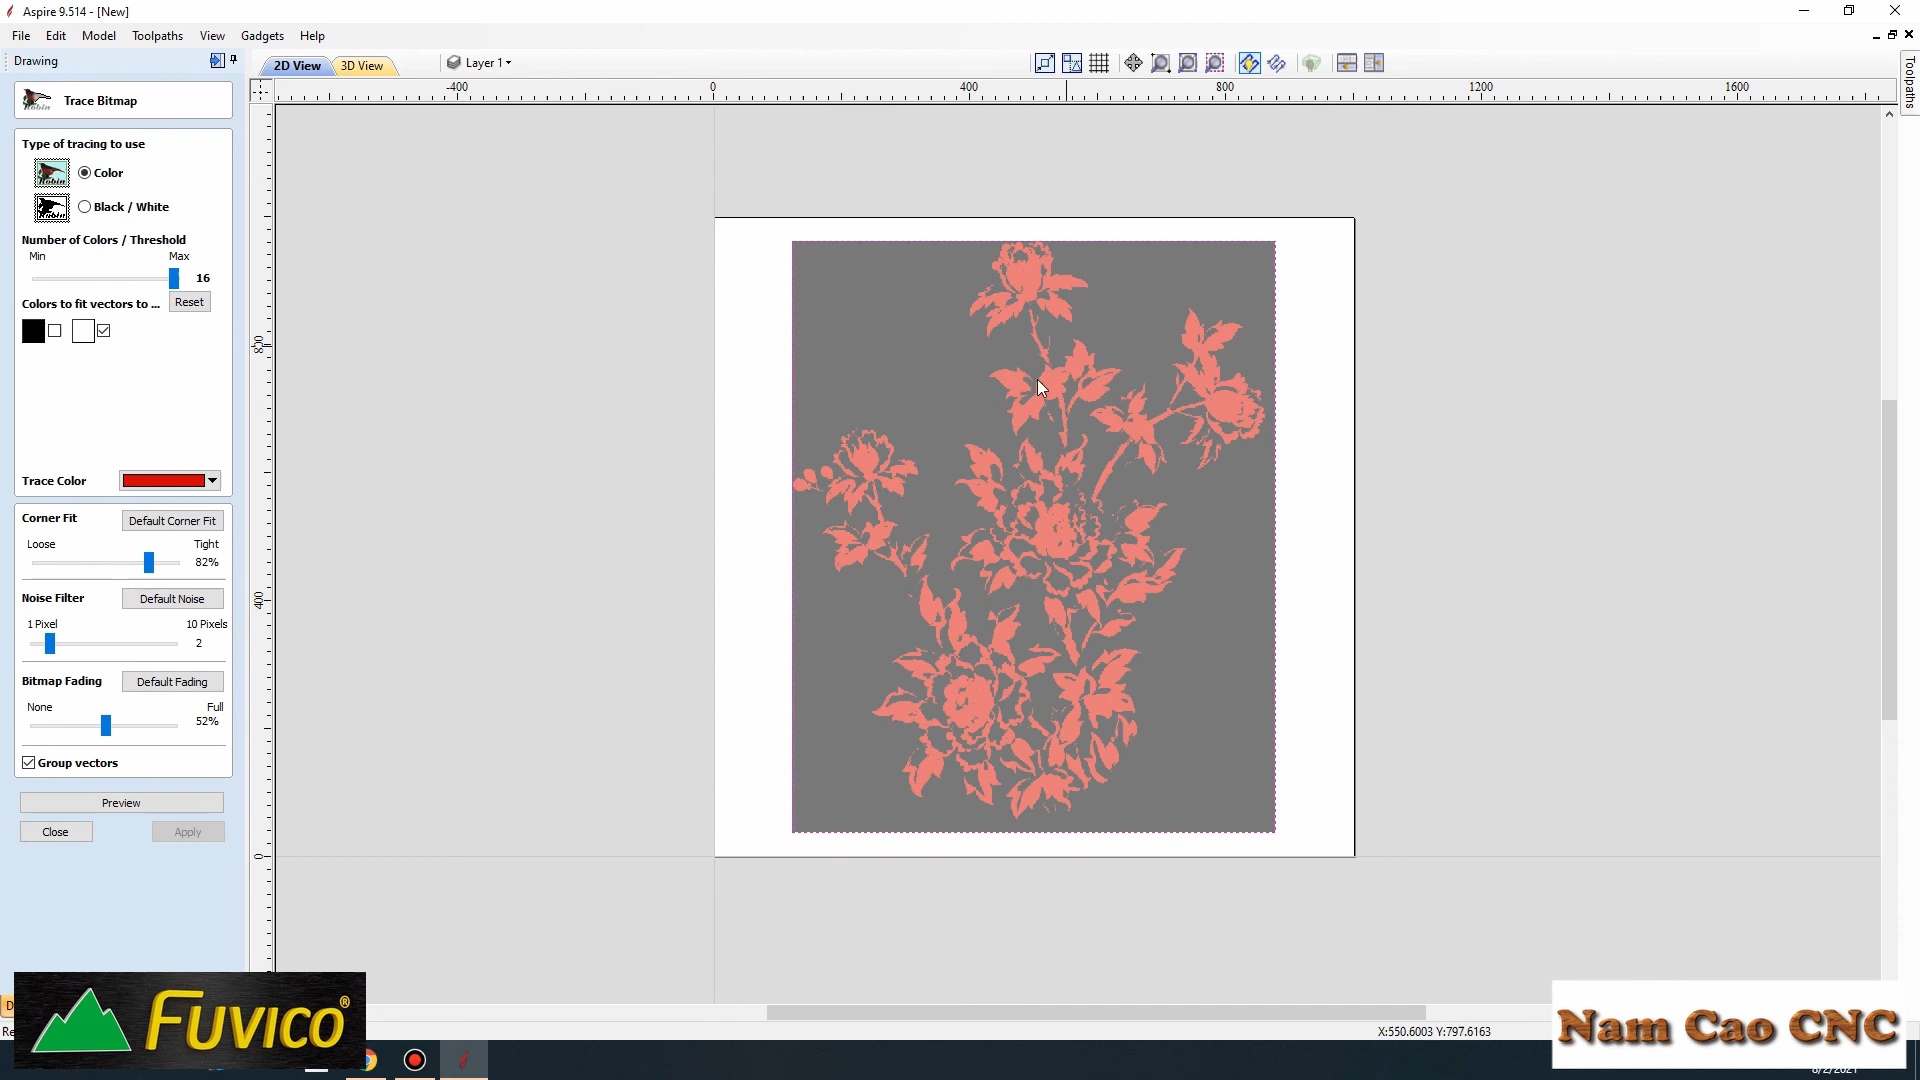 Aspire 9.514 - [New]
File Edit Model Toolpaths View Gadgets Help
Drawing
2D View 3D View Layer 1
Toolpaths
-400 0 400 800 1200 1600
800
400
0
Trace Bitmap
Type of tracing to use
Color
Black / White
Number of Colors / Threshold
Min Max
16
Colors to fit vectors to ... Reset
Trace Color
Corner Fit Default Corner Fit
Loose Tight
82%
Noise Filter Default Noise
1 Pixel 10 Pixels
2
Bitmap Fading Default Fading
None Full
52%
Group vectors
Preview
Close Apply
X:550.6003 Y:797.6163
FUVICO®
Nam Cao CNC
8/2/2021